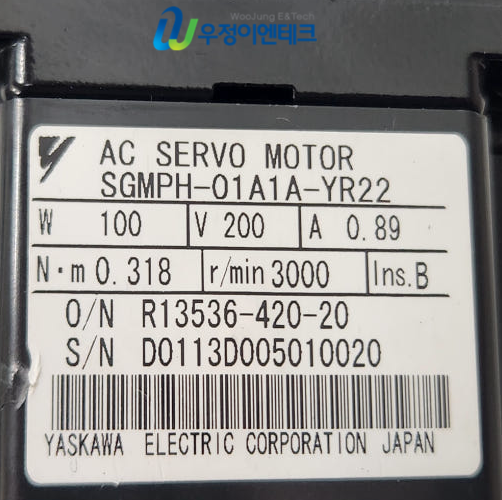 WooJung E&Tech
우정이엔테크
AC SERVO MOTOR
SGMPH-01A1A-YR22
W 100 V 200 A 0.89
N·m 0.318 r/min 3000 Ins.B
O/N R13536-420-20
S/N D0113D005010020
YASKAWA ELECTRIC CORPORATION JAPAN